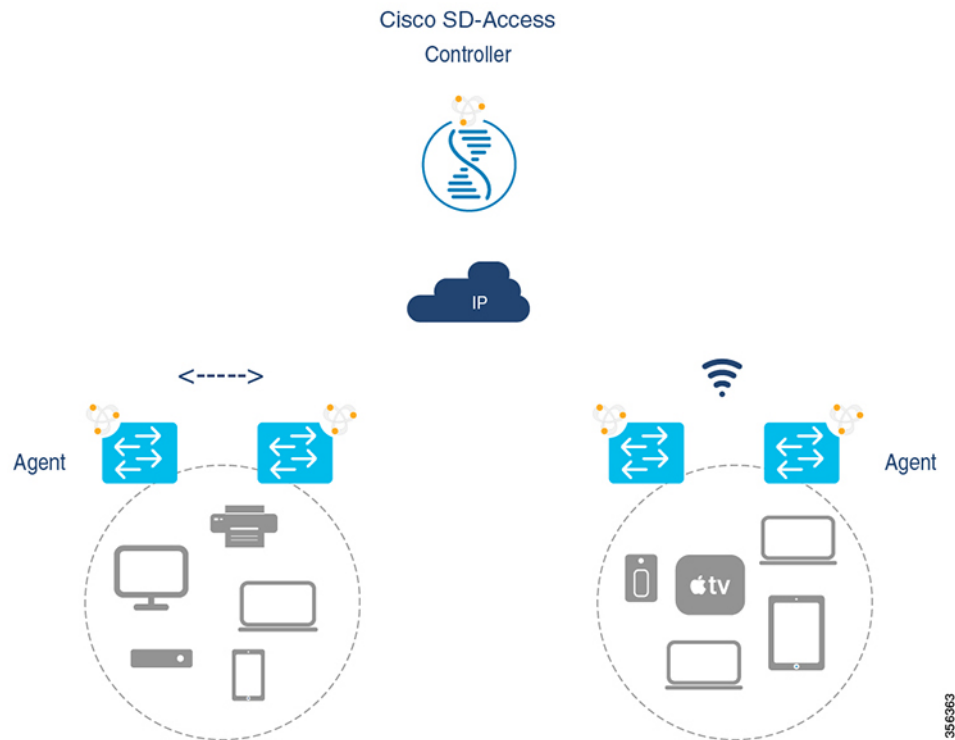 Cisco SD-Access
Controller
IP
<----->
Agent
Agent
tv
356363